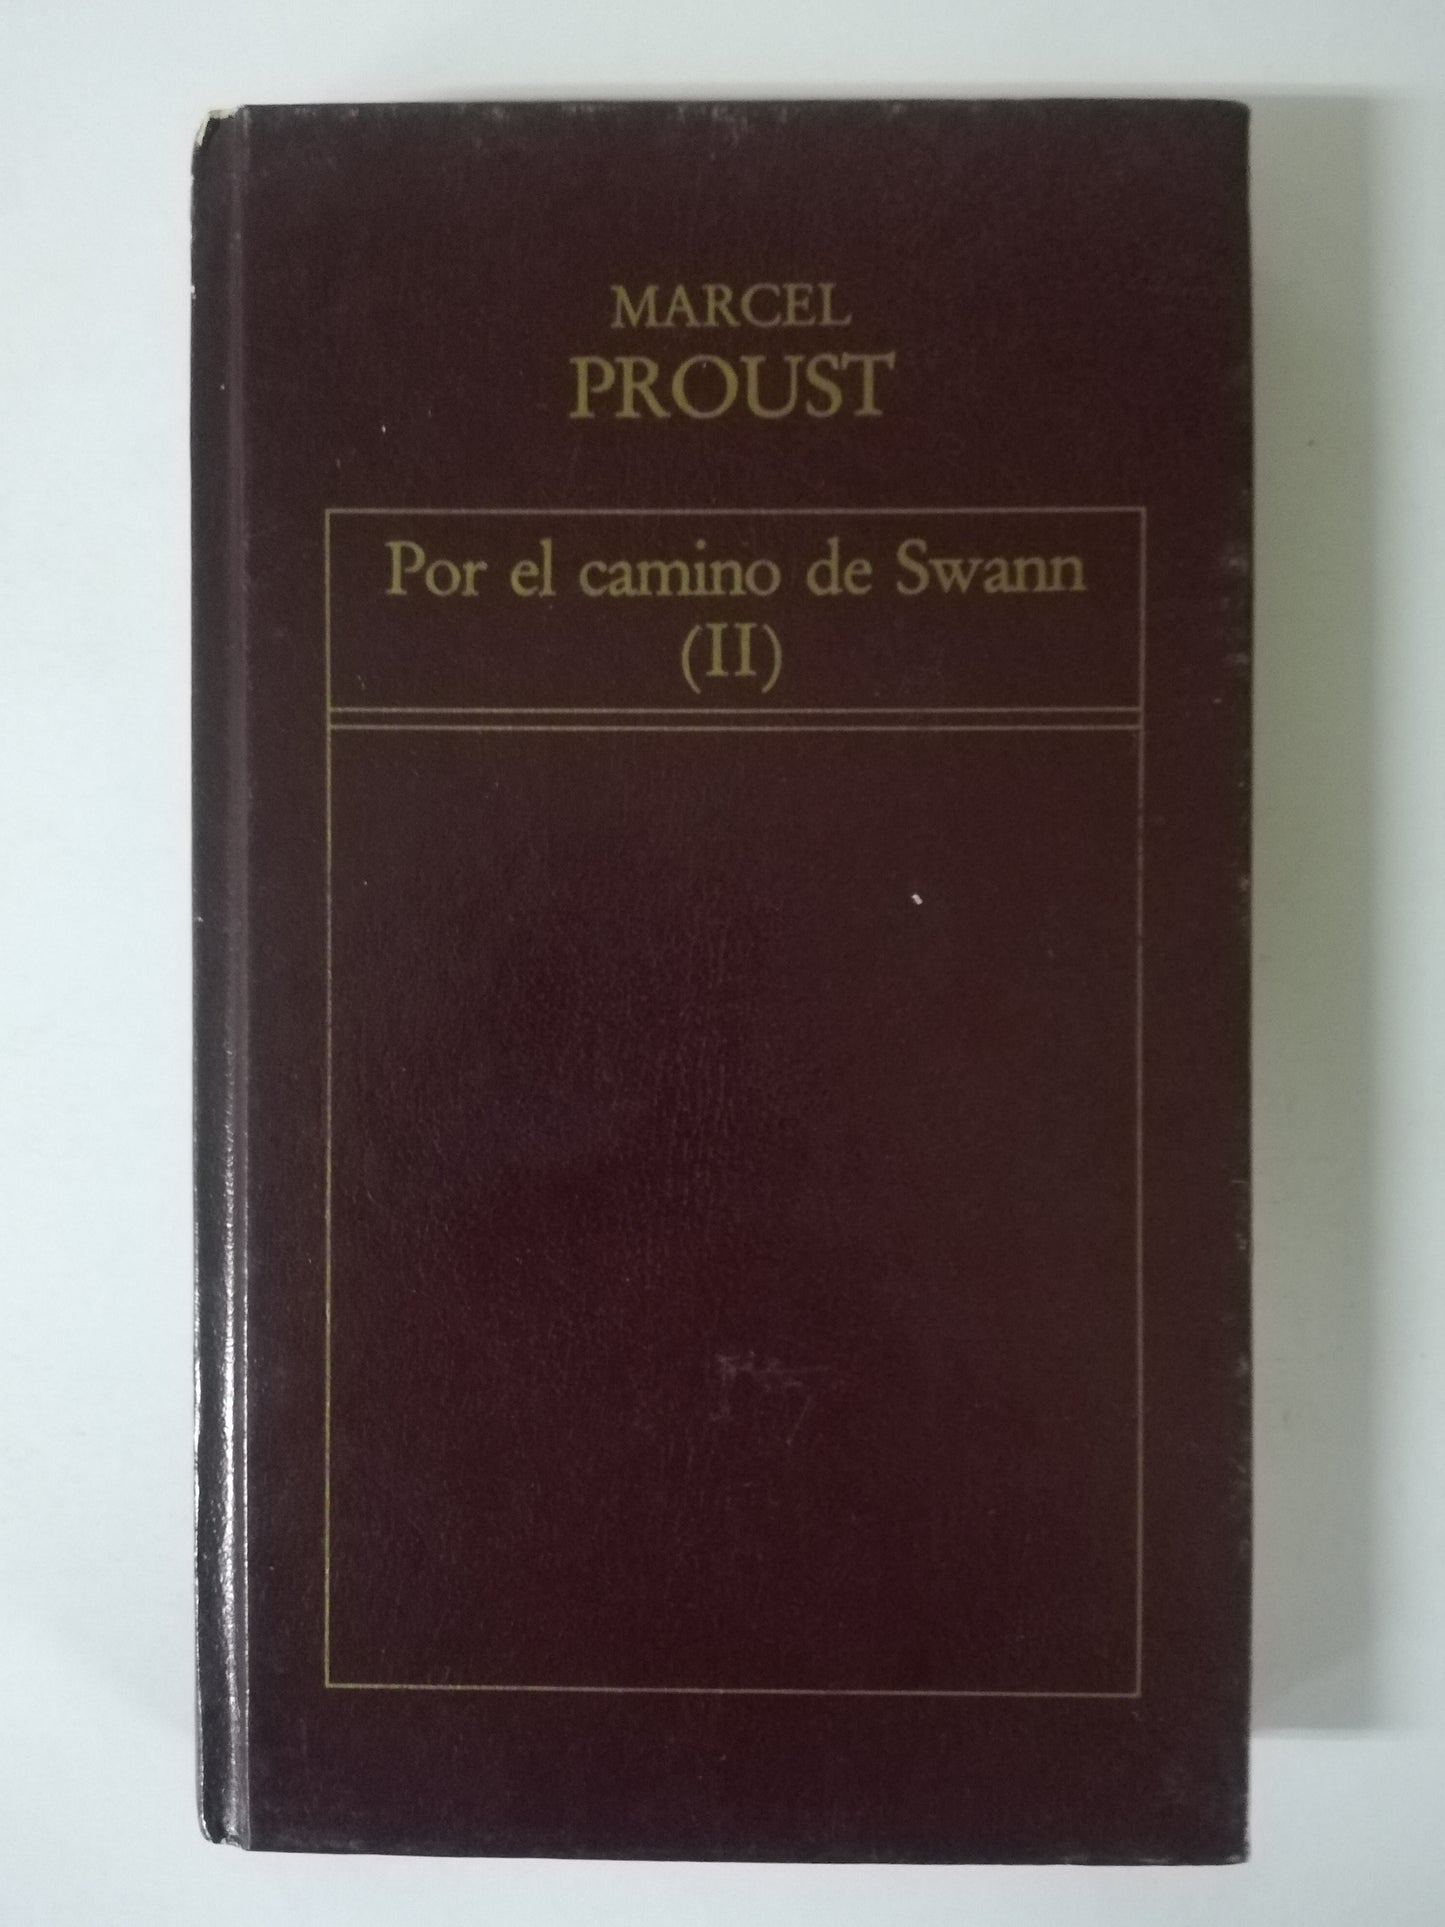 MARCEL
PROUST
Por el camino de Swann
(II)